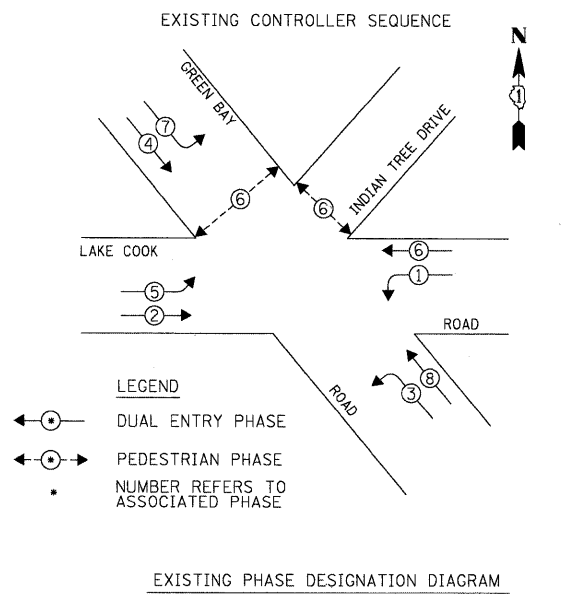 EXISTING CONTROLLER SEQUENCE
N
1
GREEN BAY
INDIAN TREE DRIVE
7
4
6
6
LAKE COOK
6
1
5
2
ROAD
8
3
ROAD
LEGEND
* DUAL ENTRY PHASE
* PEDESTRIAN PHASE
* NUMBER REFERS TO
ASSOCIATED PHASE
EXISTING PHASE DESIGNATION DIAGRAM